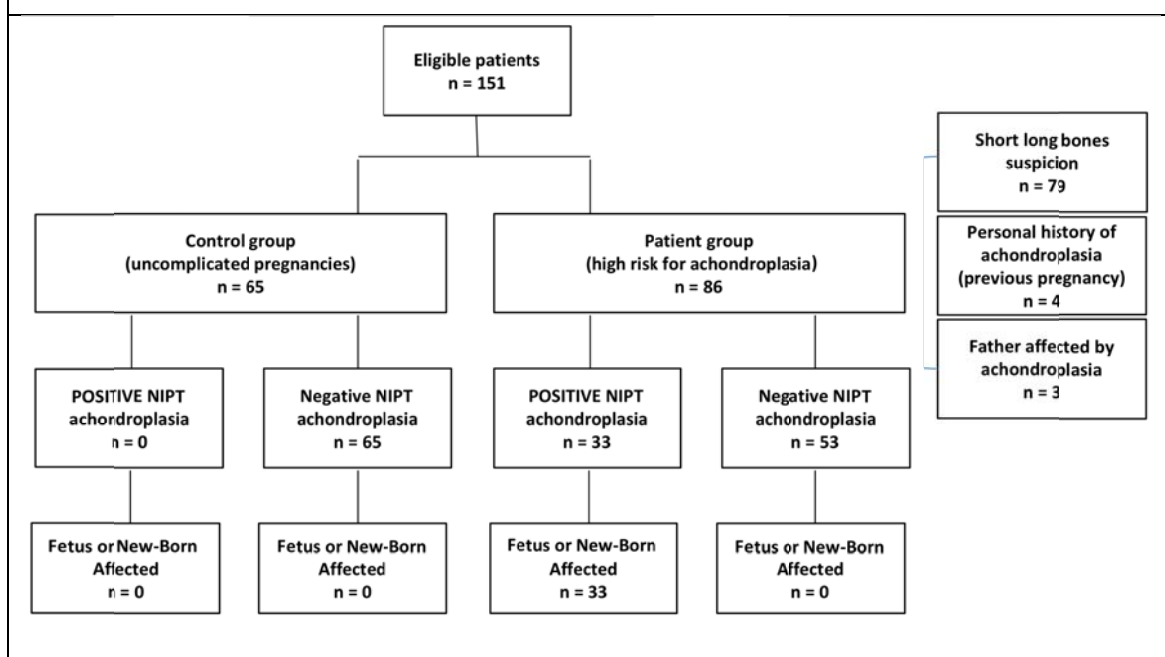 Eligible patients
n = 151
Short long bones
suspicion
n = 79
Control group
(uncomplicated pregnancies)
n = 65
Patient group
(high risk for achondroplasia)
n = 86
Personal history of
achondroplasia
(previous pregnancy)
n = 4
Father affected by
achondroplasia
n = 3
POSITIVE NIPT
achondroplasia
n = 0
Negative NIPT
achondroplasia
n = 65
POSITIVE NIPT
achondroplasia
n = 33
Negative NIPT
achondroplasia
n = 53
Fetus or New-Born
Affected
n = 0
Fetus or New-Born
Affected
n = 0
Fetus or New-Born
Affected
n = 33
Fetus or New-Born
Affected
n = 0